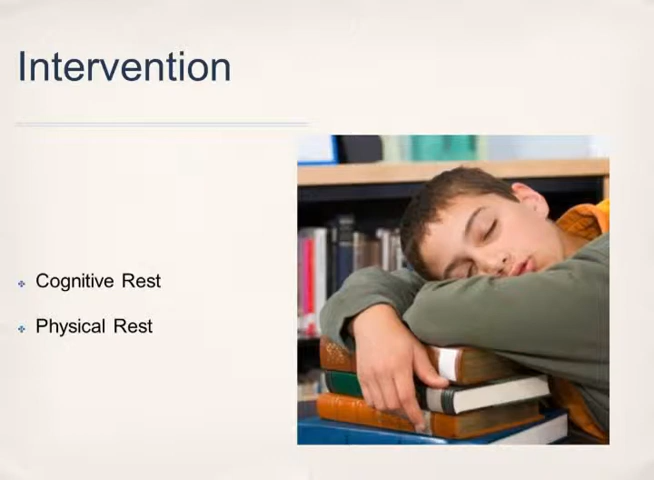 Intervention
Cognitive Rest
Physical Rest